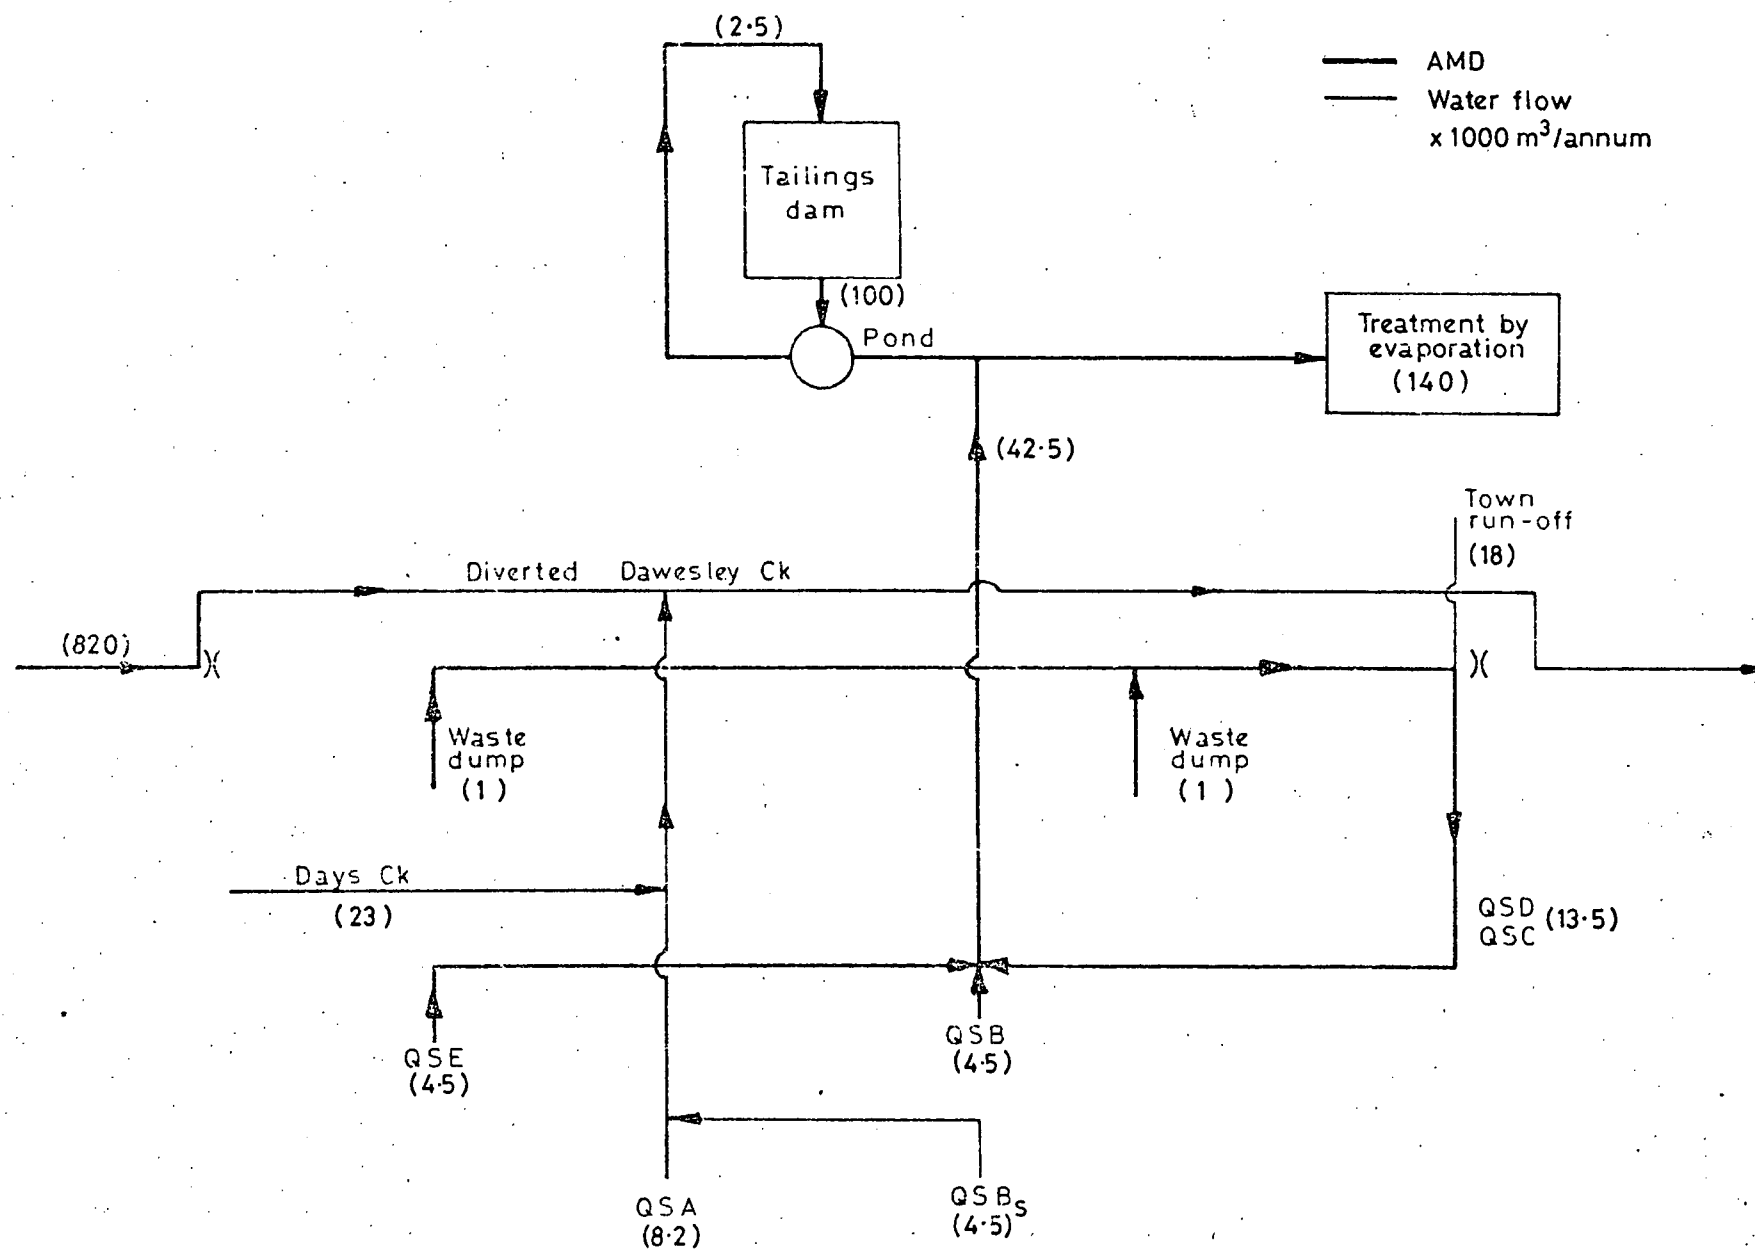 (2·5)
AMD
Water flow
x 1000 m³/annum
Tailings
dam
(100)
Pond
Treatment by
evaporation
(140)
(42·5)
Town
run-off
(18)
Diverted Dawesley Ck
(820)
Waste
dump
(1)
Waste
dump
(1)
Days Ck
(23)
QSD
QSC
(13·5)
QSE
(4·5)
QSB
(4·5)
QSA
(8·2)
QSBs
(4·5)